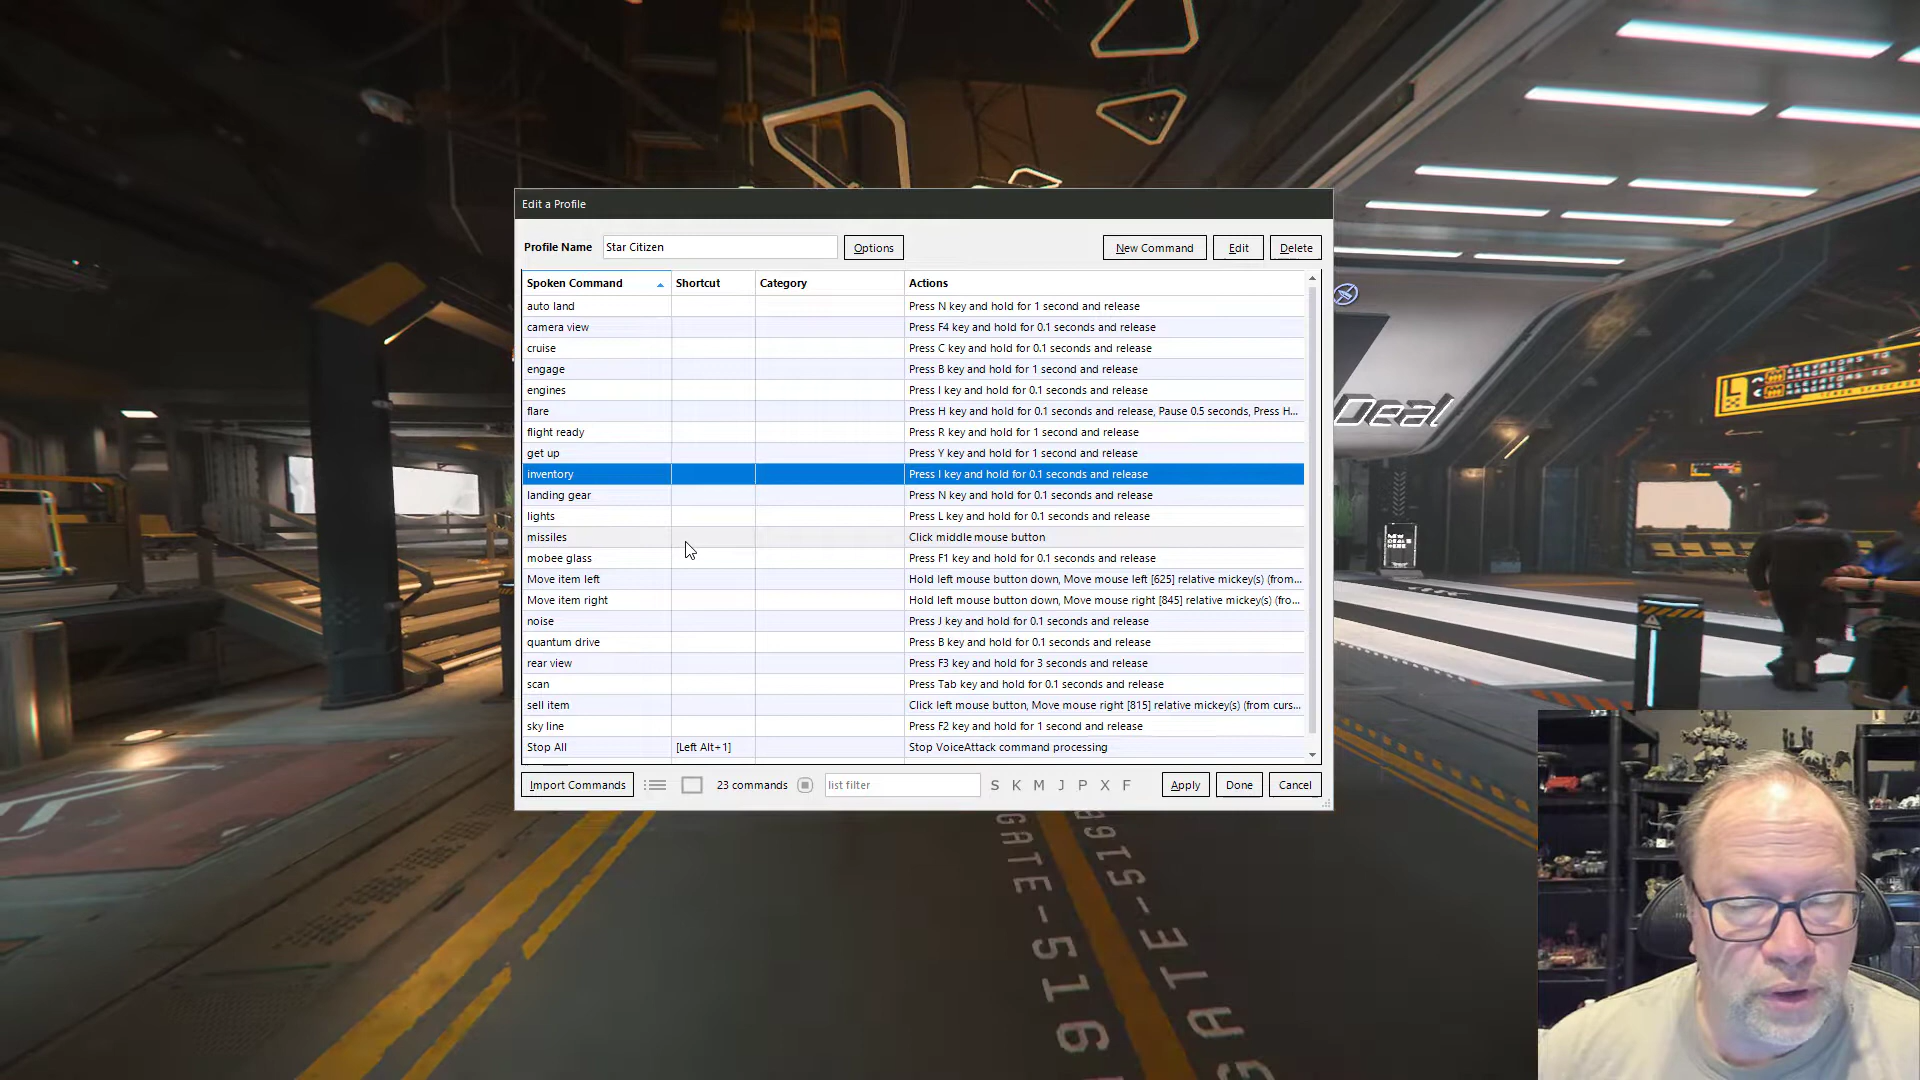 Edit a Profile
Profile Name Star Citizen Options New Command Edit Delete
Spoken Command Shortcut Category Actions
auto land Press N key and hold for 1 second and release
camera view Press F4 key and hold for 0.1 seconds and release
cruise Press C key and hold for 0.1 seconds and release
engage Press B key and hold for 1 second and release
engines Press I key and hold for 0.1 seconds and release
flare Press H key and hold for 0.1 seconds and release, Pause 0.5 seconds, Press H...
flight ready Press R key and hold for 1 second and release
get up Press Y key and hold for 1 second and release
inventory Press I key and hold for 0.1 seconds and release
landing gear Press N key and hold for 0.1 seconds and release
lights Press L key and hold for 0.1 seconds and release
missiles Click middle mouse button
mobee glass Press F1 key and hold for 0.1 seconds and release
Move item left Hold left mouse button down, Move mouse left [625] relative mickey(s) (from...
Move item right Hold left mouse button down, Move mouse right [845] relative mickey(s) (fro...
noise Press J key and hold for 0.1 seconds and release
quantum drive Press B key and hold for 0.1 seconds and release
rear view Press F3 key and hold for 3 seconds and release
scan Press Tab key and hold for 0.1 seconds and release
sell item Click left mouse button, Move mouse right [815] relative mickey(s) (from curs...
sky line Press F2 key and hold for 1 second and release
Stop All [Left Alt+1] Stop VoiceAttack command processing
Import Commands 23 commands list filter S K M J P X F Apply Done Cancel
Deal
GATE-516
GATE-516